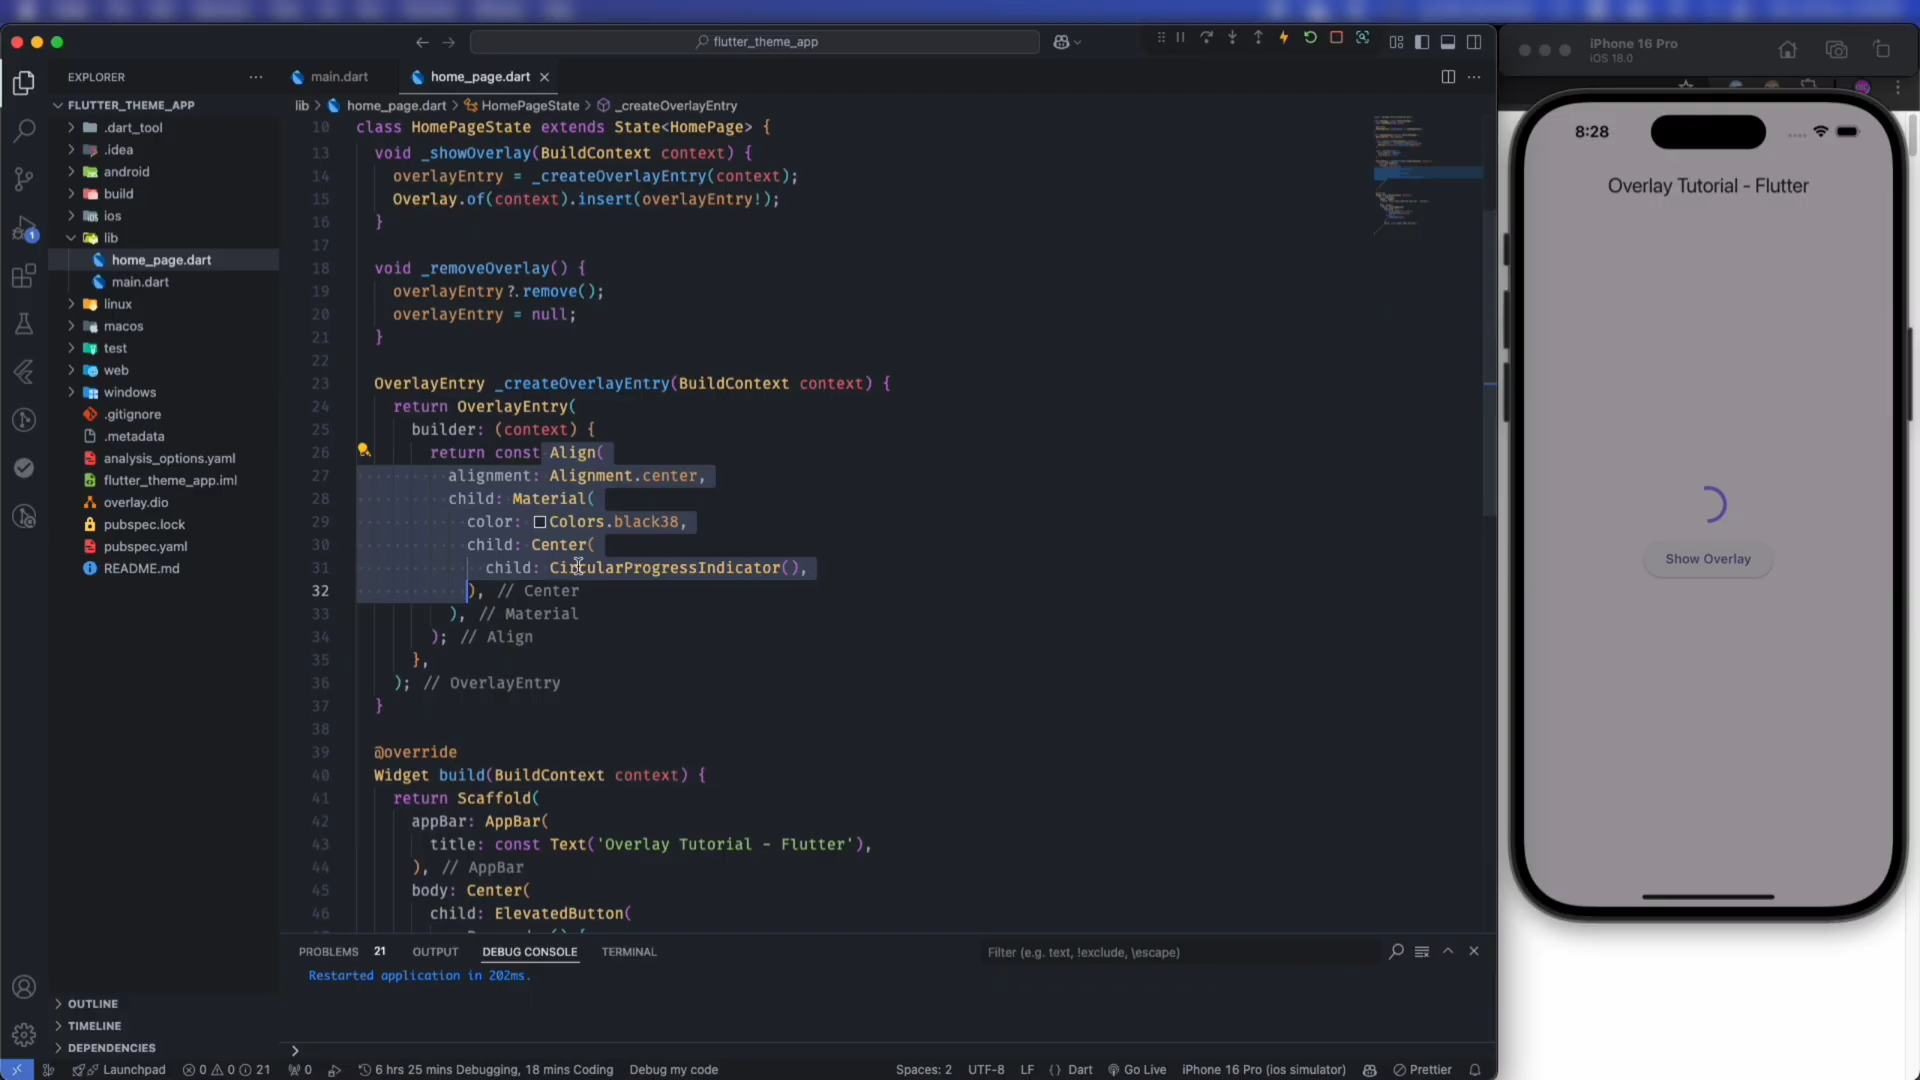 flutter_theme_app
iPhone 16 Pro
iOS 18.0
EXPLORER
main.dart
home_page.dart
FLUTTER_THEME_APP
lib > home_page.dart > HomePageState > _createOverlayEntry
.dart_tool
.idea
android
build
ios
lib
home_page.dart
main.dart
linux
macos
test
web
windows
.gitignore
.metadata
analysis_options.yaml
flutter_theme_app.iml
overlay.dio
pubspec.lock
pubspec.yaml
README.md
OUTLINE
TIMELINE
DEPENDENCIES
1
10 class HomePageState extends State<HomePage> {
13 void _showOverlay(BuildContext context) {
14 overlayEntry = _createOverlayEntry(context);
15 Overlay.of(context).insert(overlayEntry!);
16 }
17
18 void _removeOverlay() {
19 overlayEntry?.remove();
20 overlayEntry = null;
21 }
22
23 OverlayEntry _createOverlayEntry(BuildContext context) {
24 return OverlayEntry(
25 builder: (context) {
26 return const Align(
27 alignment: Alignment.center,
28 child: Material(
29 color: Colors.black38,
30 child: Center(
31 child: CircularProgressIndicator(),
32 ), // Center
33 ), // Material
34 ); // Align
35 },
36 ); // OverlayEntry
37 }
38
39 @override
40 Widget build(BuildContext context) {
41 return Scaffold(
42 appBar: AppBar(
43 title: const Text('Overlay Tutorial - Flutter'),
44 ), // AppBar
45 body: Center(
46 child: ElevatedButton(
PROBLEMS 21 OUTPUT DEBUG CONSOLE TERMINAL
Filter (e.g. text, !exclude, \escape)
Restarted application in 202ms.
>
Launchpad 0 0 21 0 6 hrs 25 mins Debugging, 18 mins Coding Debug my code Spaces: 2 UTF-8 LF {} Dart Go Live iPhone 16 Pro (ios simulator) Prettier
8:28
Overlay Tutorial - Flutter
Show Overlay